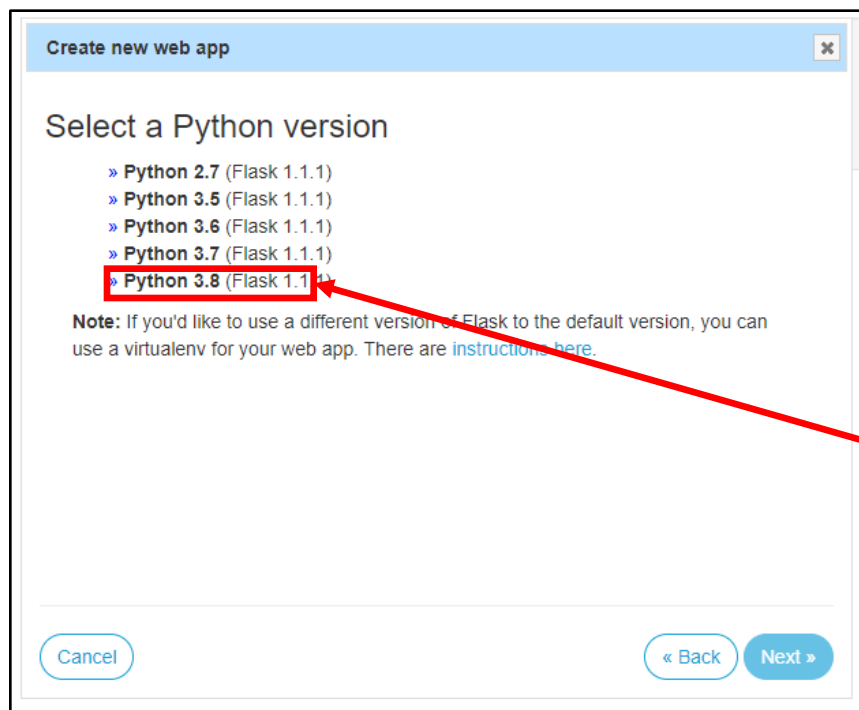 Create new web app
Select a Python version
» Python 2.7 (Flask 1.1.1)
» Python 3.5 (Flask 1.1.1)
» Python 3.6 (Flask 1.1.1)
» Python 3.7 (Flask 1.1.1)
» Python 3.8 (Flask 1.1.1)
Note: If you'd like to use a different version of Flask to the default version, you can
use a virtualenv for your web app. There are instructions here.
Cancel
« Back
Next »